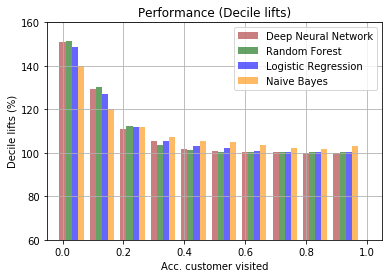 Performance (Decile lifts)
Deep Neural Network
Random Forest
Logistic Regression
Naive Bayes
Decile lifts (%)
160
140
120
100
80
60
0.0 0.2 0.4 0.6 0.8 1.0
Acc. customer visited